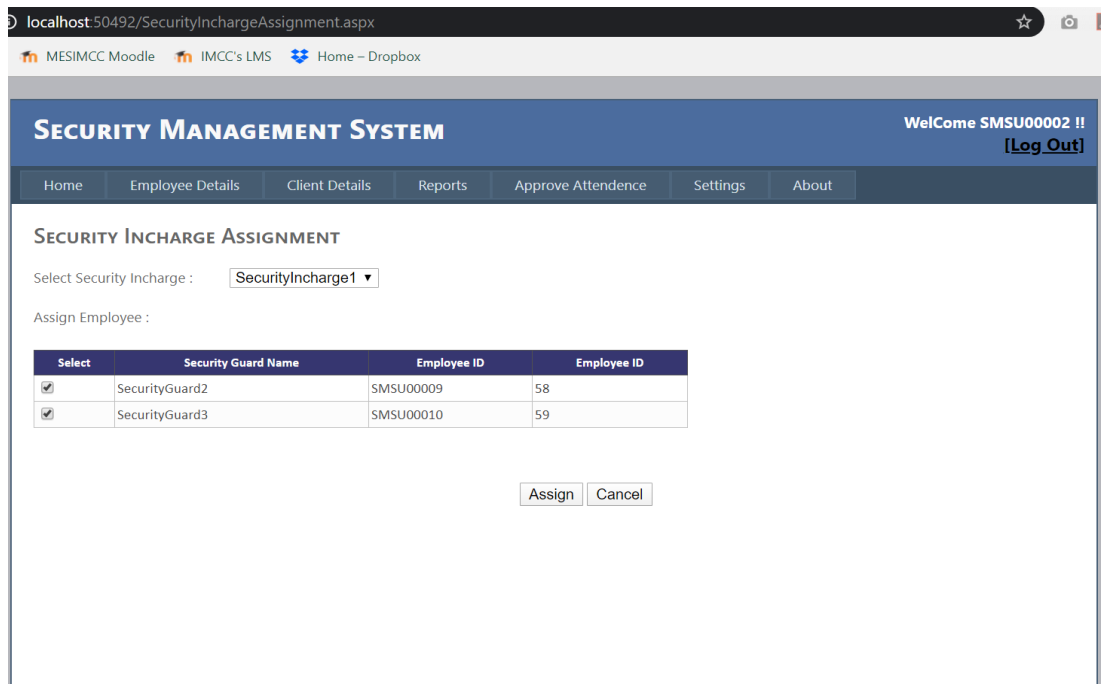 localhost:50492/SecurityInchargeAssignment.aspx
MESIMCC Moodle IMCC's LMS Home – Dropbox
Security Management System
WelCome SMSU00002 !!
[Log Out]
Home Employee Details Client Details Reports Approve Attendence Settings About
Security Incharge Assignment
Select Security Incharge : SecurityIncharge1
Assign Employee :
Select Security Guard Name Employee ID Employee ID
SecurityGuard2 SMSU00009 58
SecurityGuard3 SMSU00010 59
Assign Cancel